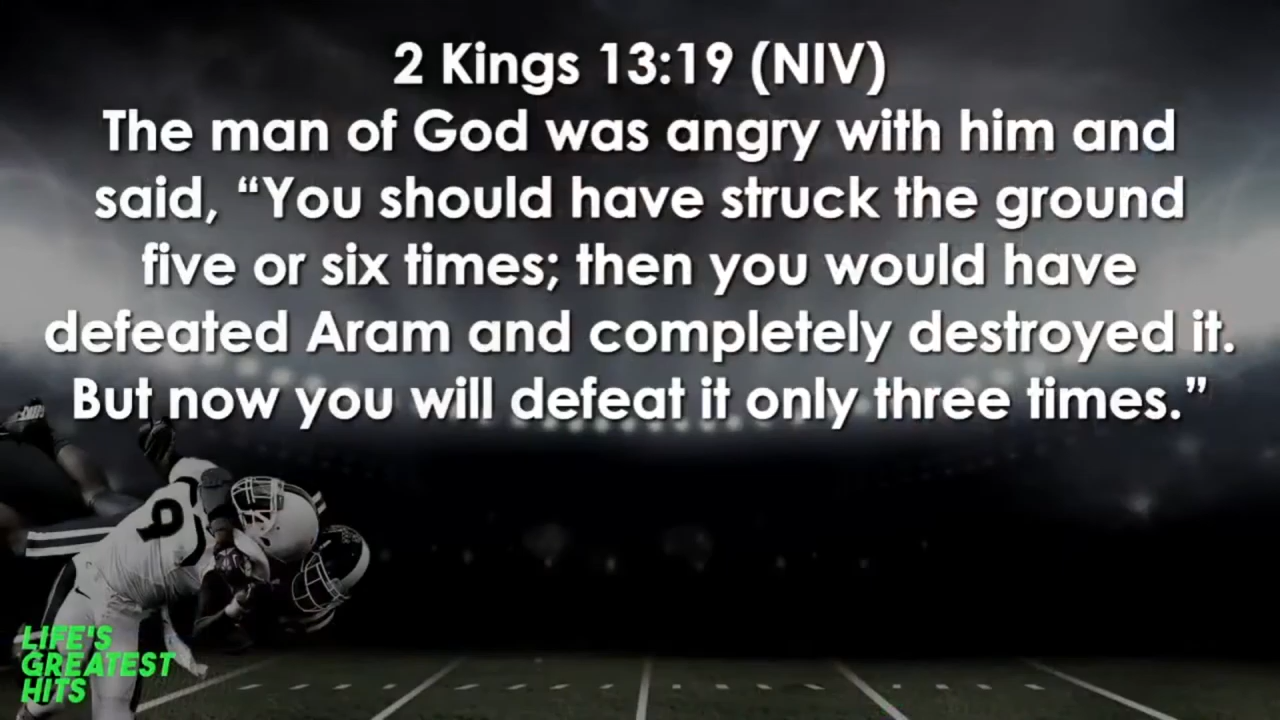 2 Kings 13:19 (NIV)
The man of God was angry with him and
said, “You should have struck the ground
five or six times; then you would have
defeated Aram and completely destroyed it.
But now you will defeat it only three times.”
9
LIFE'S
GREATEST
HITS